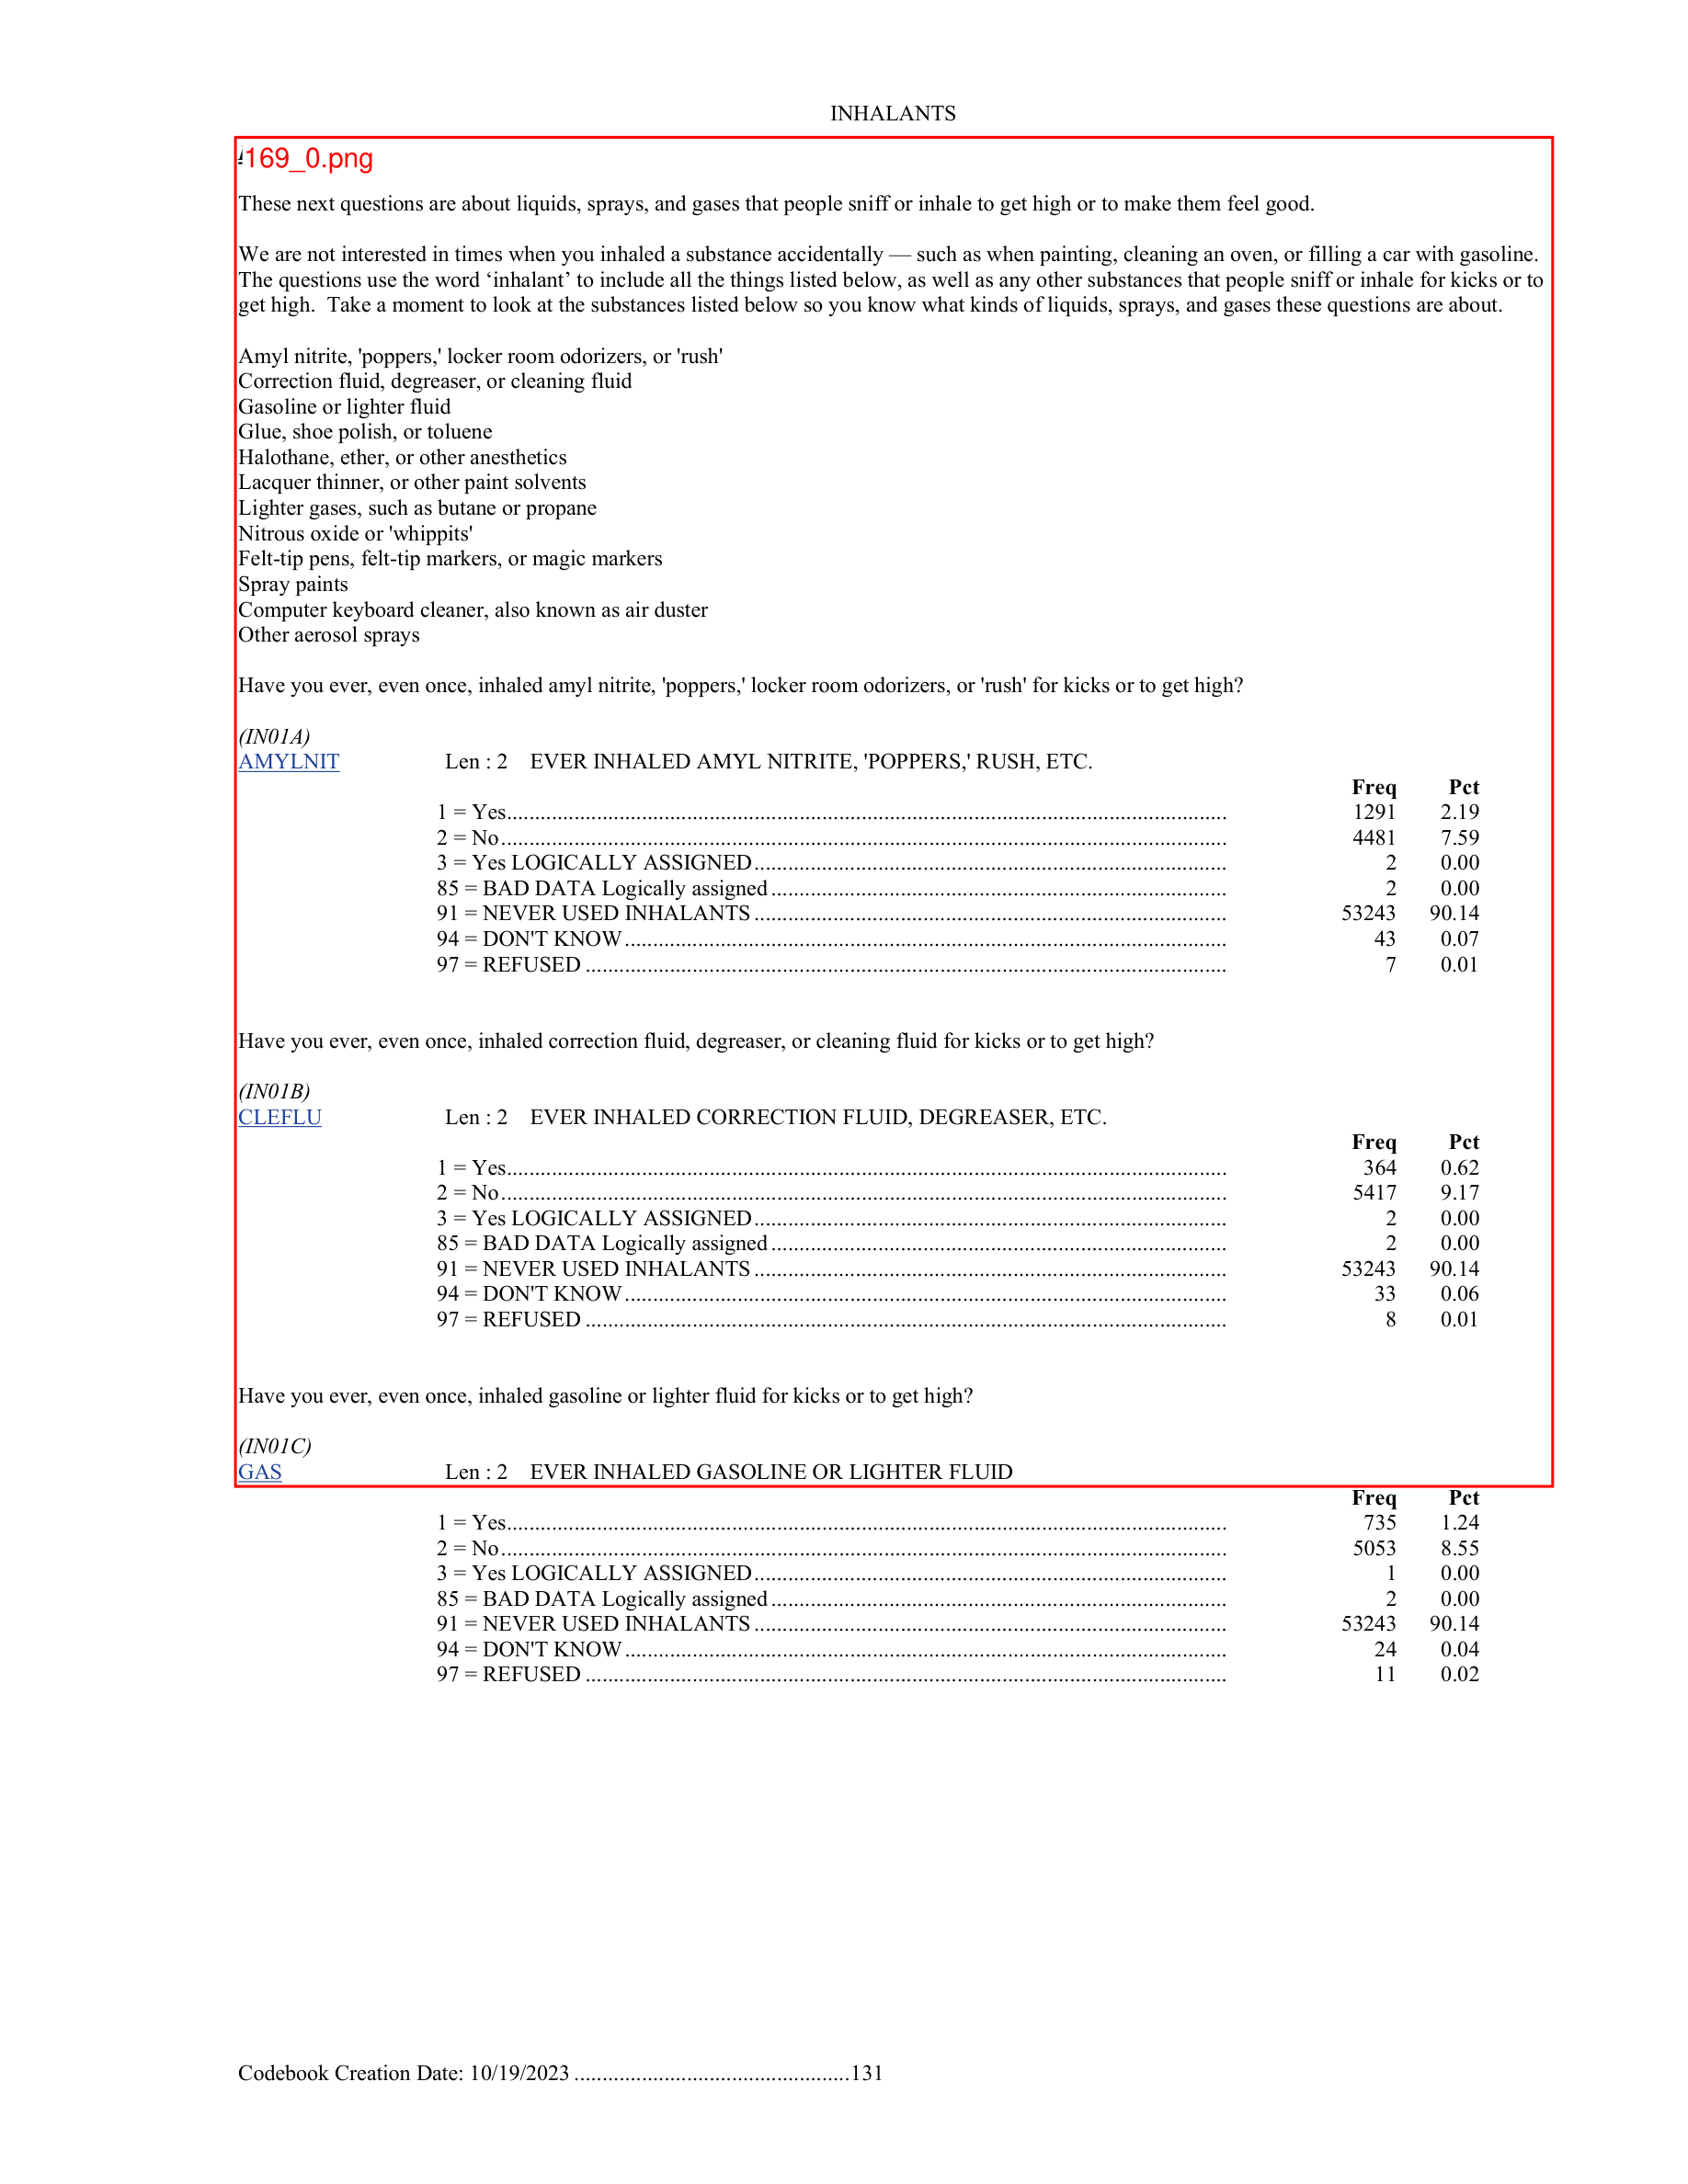 INHALANTS
169_0.png
These next questions are about liquids, sprays, and gases that people sniff or inhale to get high or to make them feel good.
We are not interested in times when you inhaled a substance accidentally — such as when painting, cleaning an oven, or filling a car with gasoline.
The questions use the word ‘inhalant’ to include all the things listed below, as well as any other substances that people sniff or inhale for kicks or to
get high.  Take a moment to look at the substances listed below so you know what kinds of liquids, sprays, and gases these questions are about.
Amyl nitrite, 'poppers,' locker room odorizers, or 'rush'
Correction fluid, degreaser, or cleaning fluid
Gasoline or lighter fluid
Glue, shoe polish, or toluene
Halothane, ether, or other anesthetics
Lacquer thinner, or other paint solvents
Lighter gases, such as butane or propane
Nitrous oxide or 'whippits'
Felt-tip pens, felt-tip markers, or magic markers
Spray paints
Computer keyboard cleaner, also known as air duster
Other aerosol sprays
Have you ever, even once, inhaled amyl nitrite, 'poppers,' locker room odorizers, or 'rush' for kicks or to get high?
(IN01A)
AMYLNIT Len : 2 EVER INHALED AMYL NITRITE, 'POPPERS,' RUSH, ETC.
Freq Pct
1 = Yes................................ 1291 2.19
2 = No................................ 4481 7.59
3 = Yes LOGICALLY ASSIGNED................................ 2 0.00
85 = BAD DATA Logically assigned................................ 2 0.00
91 = NEVER USED INHALANTS................................ 53243 90.14
94 = DON'T KNOW................................ 43 0.07
97 = REFUSED................................ 7 0.01
Have you ever, even once, inhaled correction fluid, degreaser, or cleaning fluid for kicks or to get high?
(IN01B)
CLEFLU Len : 2 EVER INHALED CORRECTION FLUID, DEGREASER, ETC.
Freq Pct
1 = Yes................................ 364 0.62
2 = No................................ 5417 9.17
3 = Yes LOGICALLY ASSIGNED................................ 2 0.00
85 = BAD DATA Logically assigned................................ 2 0.00
91 = NEVER USED INHALANTS................................ 53243 90.14
94 = DON'T KNOW................................ 33 0.06
97 = REFUSED................................ 8 0.01
Have you ever, even once, inhaled gasoline or lighter fluid for kicks or to get high?
(IN01C)
GAS Len : 2 EVER INHALED GASOLINE OR LIGHTER FLUID
Freq Pct
1 = Yes................................ 735 1.24
2 = No................................ 5053 8.55
3 = Yes LOGICALLY ASSIGNED................................ 1 0.00
85 = BAD DATA Logically assigned................................ 2 0.00
91 = NEVER USED INHALANTS................................ 53243 90.14
94 = DON'T KNOW................................ 24 0.04
97 = REFUSED................................ 11 0.02
Codebook Creation Date: 10/19/2023 ................................131